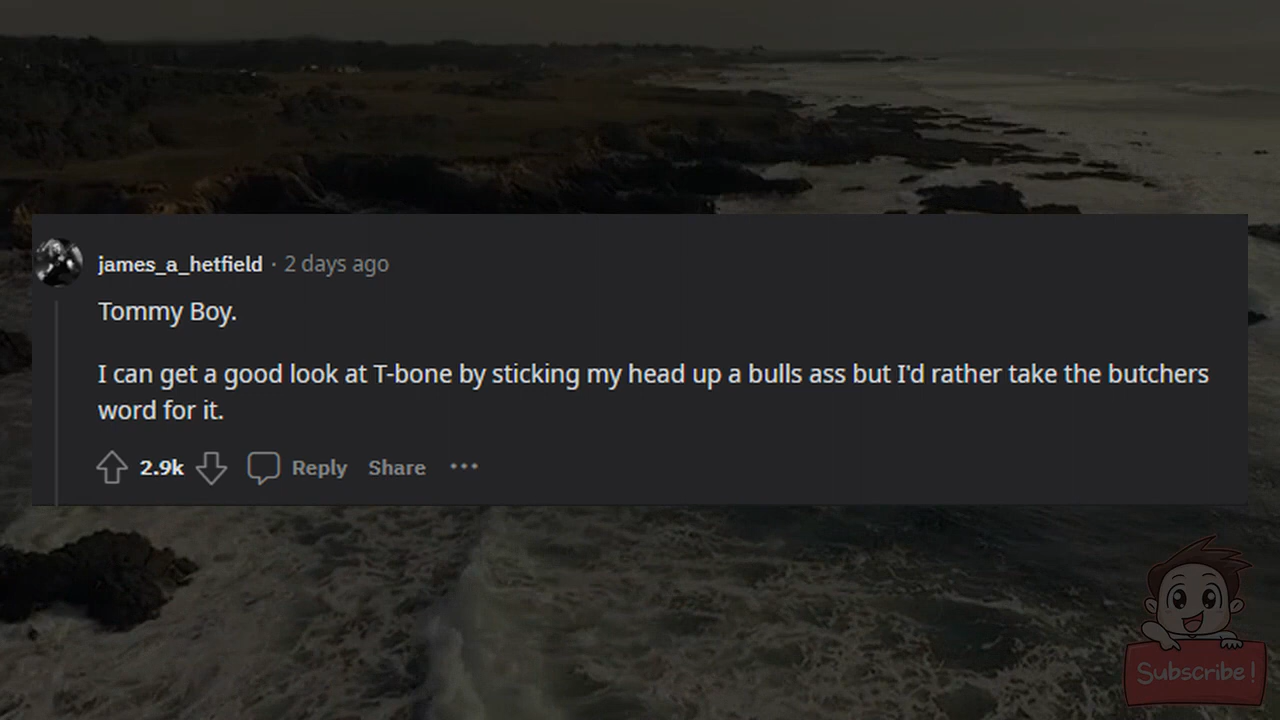 james_a_hetfield · 2 days ago
Tommy Boy.
I can get a good look at T-bone by sticking my head up a bulls ass but I'd rather take the butchers
word for it.
2.9k Reply Share ···
Subscribe!